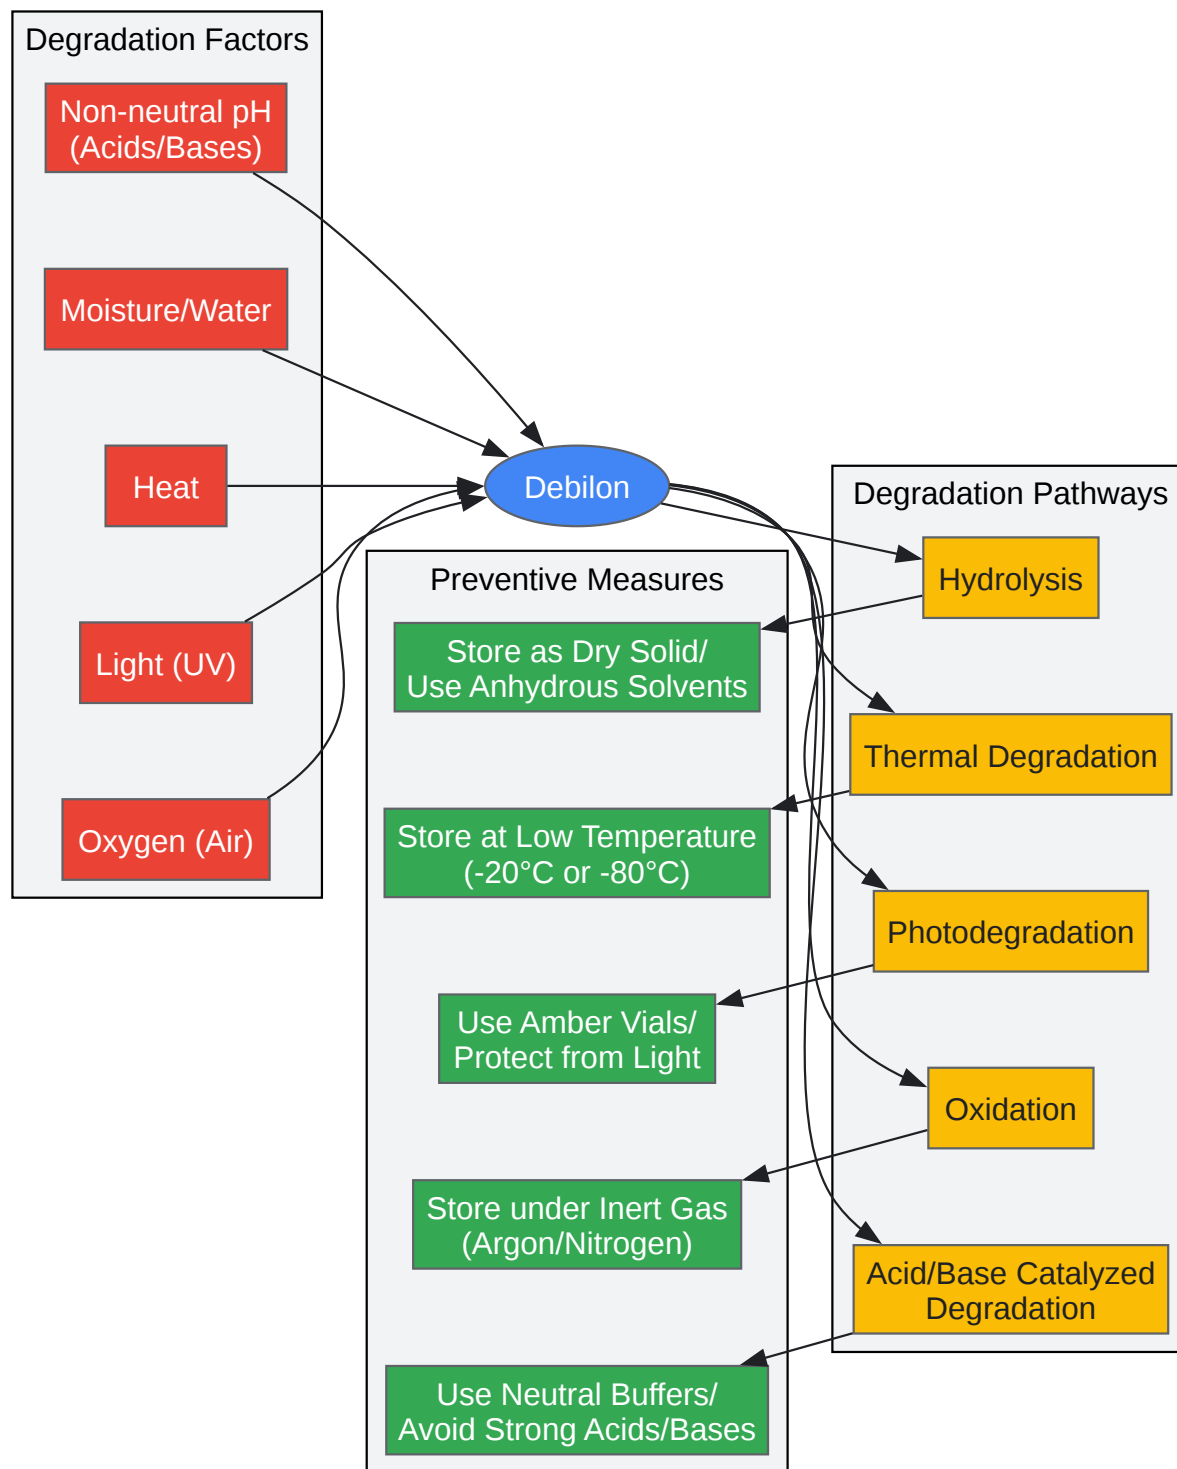 Degradation Factors
Non-neutral pH
(Acids/Bases)
Moisture/Water
Heat
Light (UV)
Oxygen (Air)
Debilon
Preventive Measures
Store as Dry Solid/
Use Anhydrous Solvents
Store at Low Temperature
(-20°C or -80°C)
Use Amber Vials/
Protect from Light
Store under Inert Gas
(Argon/Nitrogen)
Use Neutral Buffers/
Avoid Strong Acids/Bases
Degradation Pathways
Hydrolysis
Thermal Degradation
Photodegradation
Oxidation
Acid/Base Catalyzed
Degradation